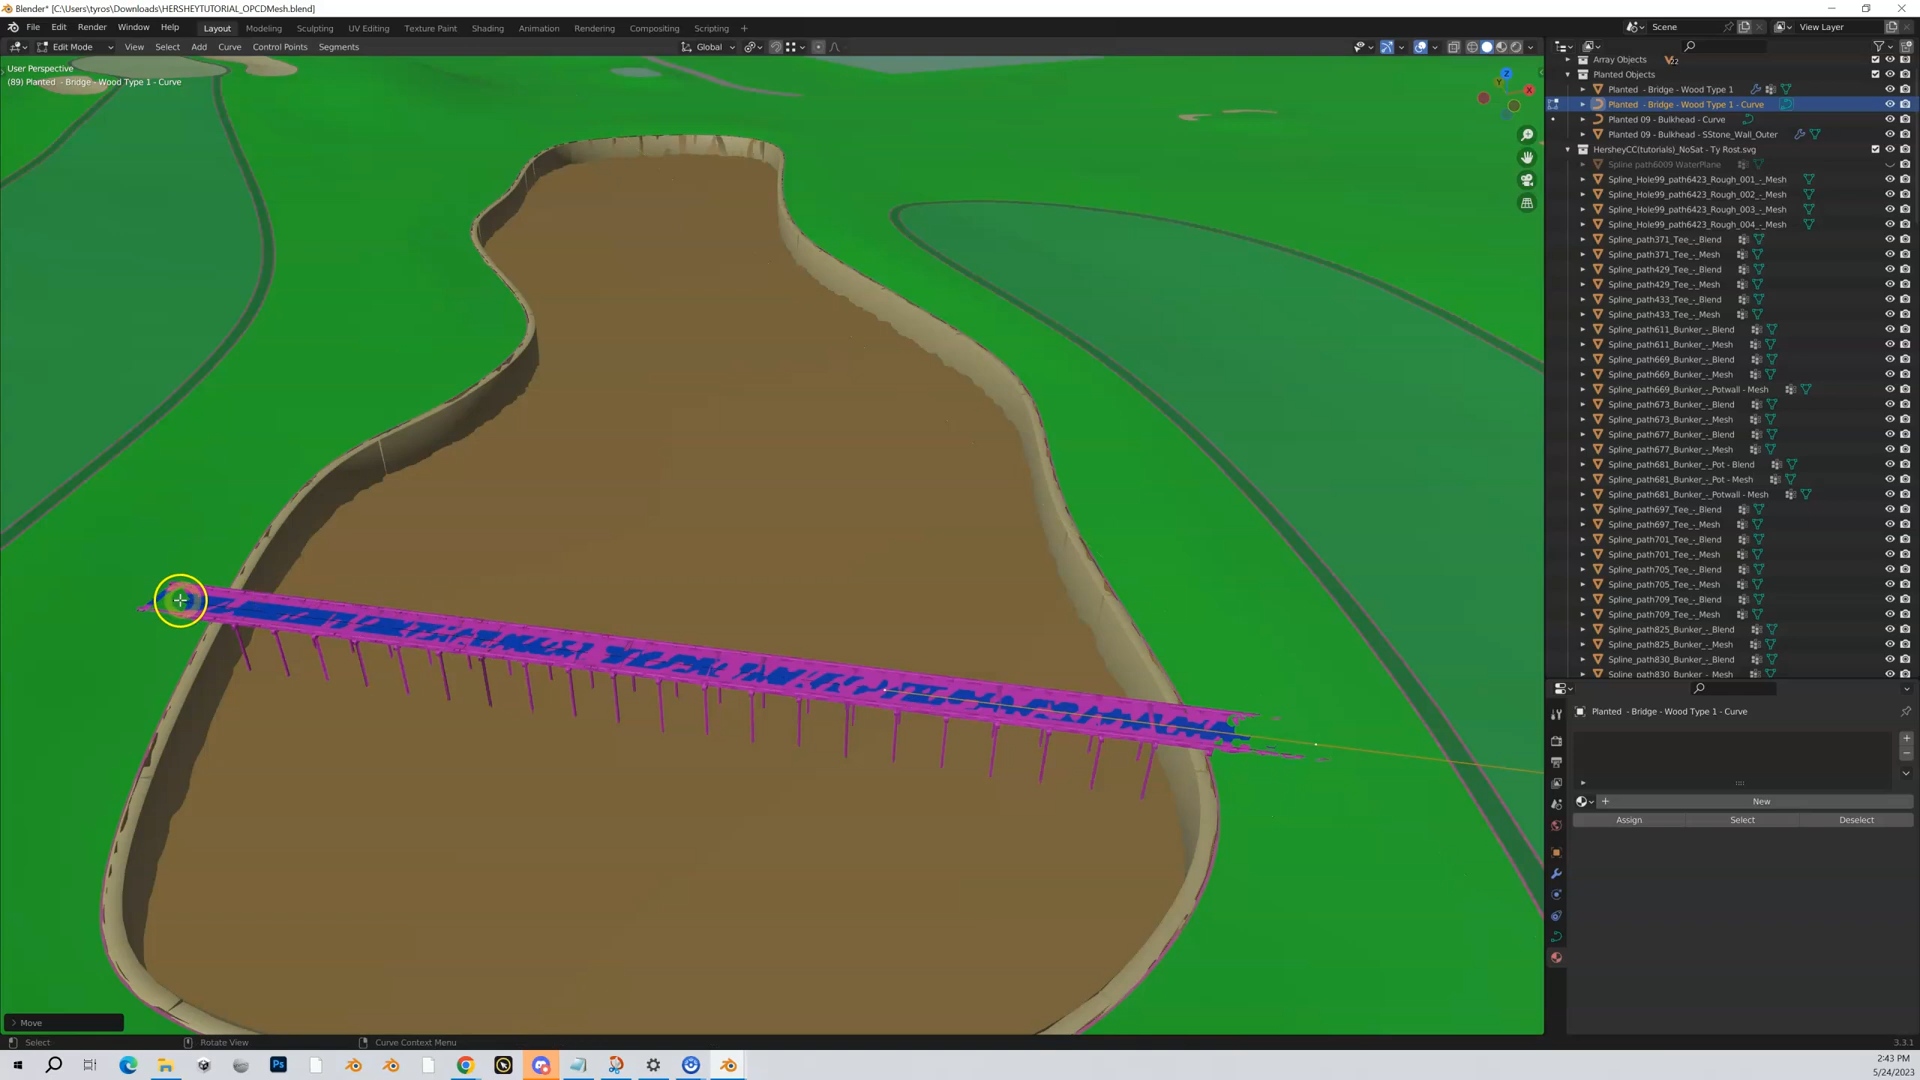 Blender* [C:\Users\tyros\Downloads\HERSHEYTUTORIAL_OPCDMesh.blend]
File Edit Render Window Help Layout Modeling Sculpting UV Editing Texture Paint Shading Animation Rendering Compositing Scripting + Scene View Layer
Edit Mode View Select Add Curve Control Points Segments Global
User Perspective
(89) Planted - Bridge - Wood Type 1 - Curve
Z
X
Array Objects 22
Planted Objects
Planted - Bridge - Wood Type 1
Planted - Bridge - Wood Type 1 - Curve
Planted 09 - Bulkhead - Curve
Planted 09 - Bulkhead - SStone_Wall_Outer
HersheyCC(tutorials)_NoSat - Ty Rost.svg
Spline path6009 WaterPlane
Spline_Hole99_path6423_Rough_001_-_Mesh
Spline_Hole99_path6423_Rough_002_-_Mesh
Spline_Hole99_path6423_Rough_003_-_Mesh
Spline_Hole99_path6423_Rough_004_-_Mesh
Spline_path371_Tee_-_Blend
Spline_path371_Tee_-_Mesh
Spline_path429_Tee_-_Blend
Spline_path429_Tee_-_Mesh
Spline_path433_Tee_-_Blend
Spline_path433_Tee_-_Mesh
Spline_path611_Bunker_-_Blend
Spline_path611_Bunker_-_Mesh
Spline_path669_Bunker_-_Blend
Spline_path669_Bunker_-_Mesh
Spline_path669_Bunker_-_Potwall - Mesh
Spline_path673_Bunker_-_Blend
Spline_path673_Bunker_-_Mesh
Spline_path677_Bunker_-_Blend
Spline_path677_Bunker_-_Mesh
Spline_path681_Bunker_-_Pot - Blend
Spline_path681_Bunker_-_Pot - Mesh
Spline_path681_Bunker_-_Potwall - Mesh
Spline_path697_Tee_-_Blend
Spline_path697_Tee_-_Mesh
Spline_path701_Tee_-_Blend
Spline_path701_Tee_-_Mesh
Spline_path705_Tee_-_Blend
Spline_path705_Tee_-_Mesh
Spline_path709_Tee_-_Blend
Spline_path709_Tee_-_Mesh
Spline_path825_Bunker_-_Blend
Spline_path825_Bunker_-_Mesh
Spline_path830_Bunker_-_Blend
Spline_path830_Bunker_-_Mesh
Planted - Bridge - Wood Type 1 - Curve
New
Assign Select Deselect
Move
Select Rotate View Curve Context Menu 3.3.1
Ps
2:43 PM
5/24/2023